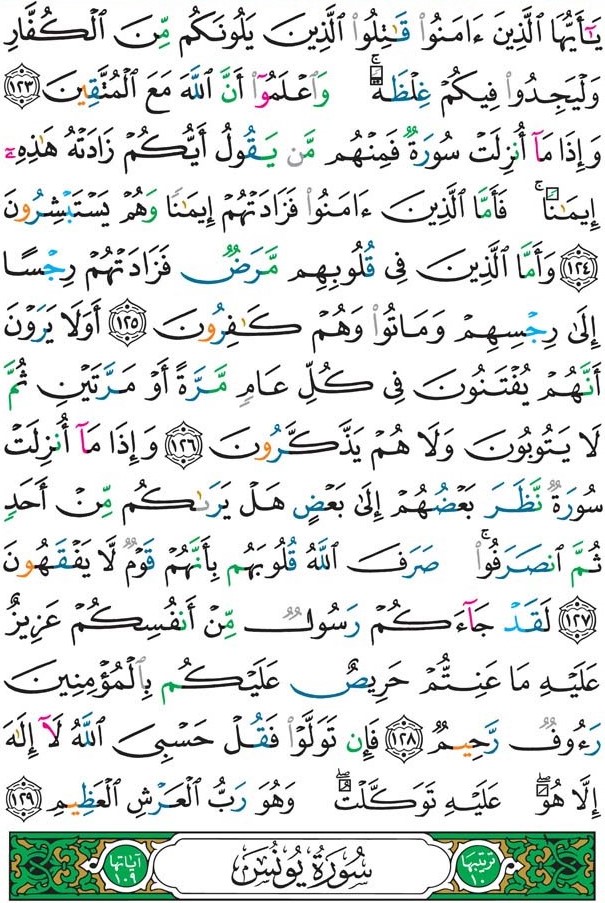 يَـٰٓأَيُّهَا ٱلَّذِينَ ءَامَنُوا۟ قَـٰتِلُوا۟ ٱلَّذِينَ يَلُونَكُم مِّنَ ٱلْكُفَّارِ
وَلْيَجِدُوا۟ فِيكُمْ غِلْظَةً ۚ وَٱعْلَمُوٓا۟ أَنَّ ٱللَّهَ مَعَ ٱلْمُتَّقِينَ ١٢٣
وَإِذَا مَآ أُنزِلَتْ سُورَةٌ فَمِنْهُم مَّن يَقُولُ أَيُّكُمْ زَادَتْهُ هَـٰذِهِۦٓ
إِيمَـٰنًا ۚ فَأَمَّا ٱلَّذِينَ ءَامَنُوا۟ فَزَادَتْهُمْ إِيمَـٰنًا وَهُمْ يَسْتَبْشِرُونَ
١٢٤ وَأَمَّا ٱلَّذِينَ فِى قُلُوبِهِم مَّرَضٌ فَزَادَتْهُمْ رِجْسًا
إِلَىٰ رِجْسِهِمْ وَمَاتُوا۟ وَهُمْ كَـٰفِرُونَ ١٢٥ أَوَلَا يَرَوْنَ
أَنَّهُمْ يُفْتَنُونَ فِى كُلِّ عَامٍ مَّرَّةً أَوْ مَرَّتَيْنِ ثُمَّ
لَا يَتُوبُونَ وَلَا هُمْ يَذَّكَّرُونَ ١٢٦ وَإِذَا مَآ أُنزِلَتْ
سُورَةٌ نَّظَرَ بَعْضُهُمْ إِلَىٰ بَعْضٍ هَلْ يَرَىٰكُم مِّنْ أَحَدٍ
ثُمَّ ٱنصَرَفُوا۟ ۚ صَرَفَ ٱللَّهُ قُلُوبَهُم بِأَنَّهُمْ قَوْمٌ لَّا يَفْقَهُونَ
١٢٧ لَقَدْ جَآءَكُمْ رَسُولٌ مِّنْ أَنفُسِكُمْ عَزِيزٌ
عَلَيْهِ مَا عَنِتُّمْ حَرِيصٌ عَلَيْكُم بِٱلْمُؤْمِنِينَ
رَءُوفٌ رَّحِيمٌ ١٢٨ فَإِن تَوَلَّوْا۟ فَقُلْ حَسْبِىَ ٱللَّهُ لَآ إِلَـٰهَ
إِلَّا هُوَ ۖ عَلَيْهِ تَوَكَّلْتُ ۖ وَهُوَ رَبُّ ٱلْعَرْشِ ٱلْعَظِيمِ ١٢٩
ترتيبها ١٠ سُورَةُ يُونُسَ آياتها ١٠٩